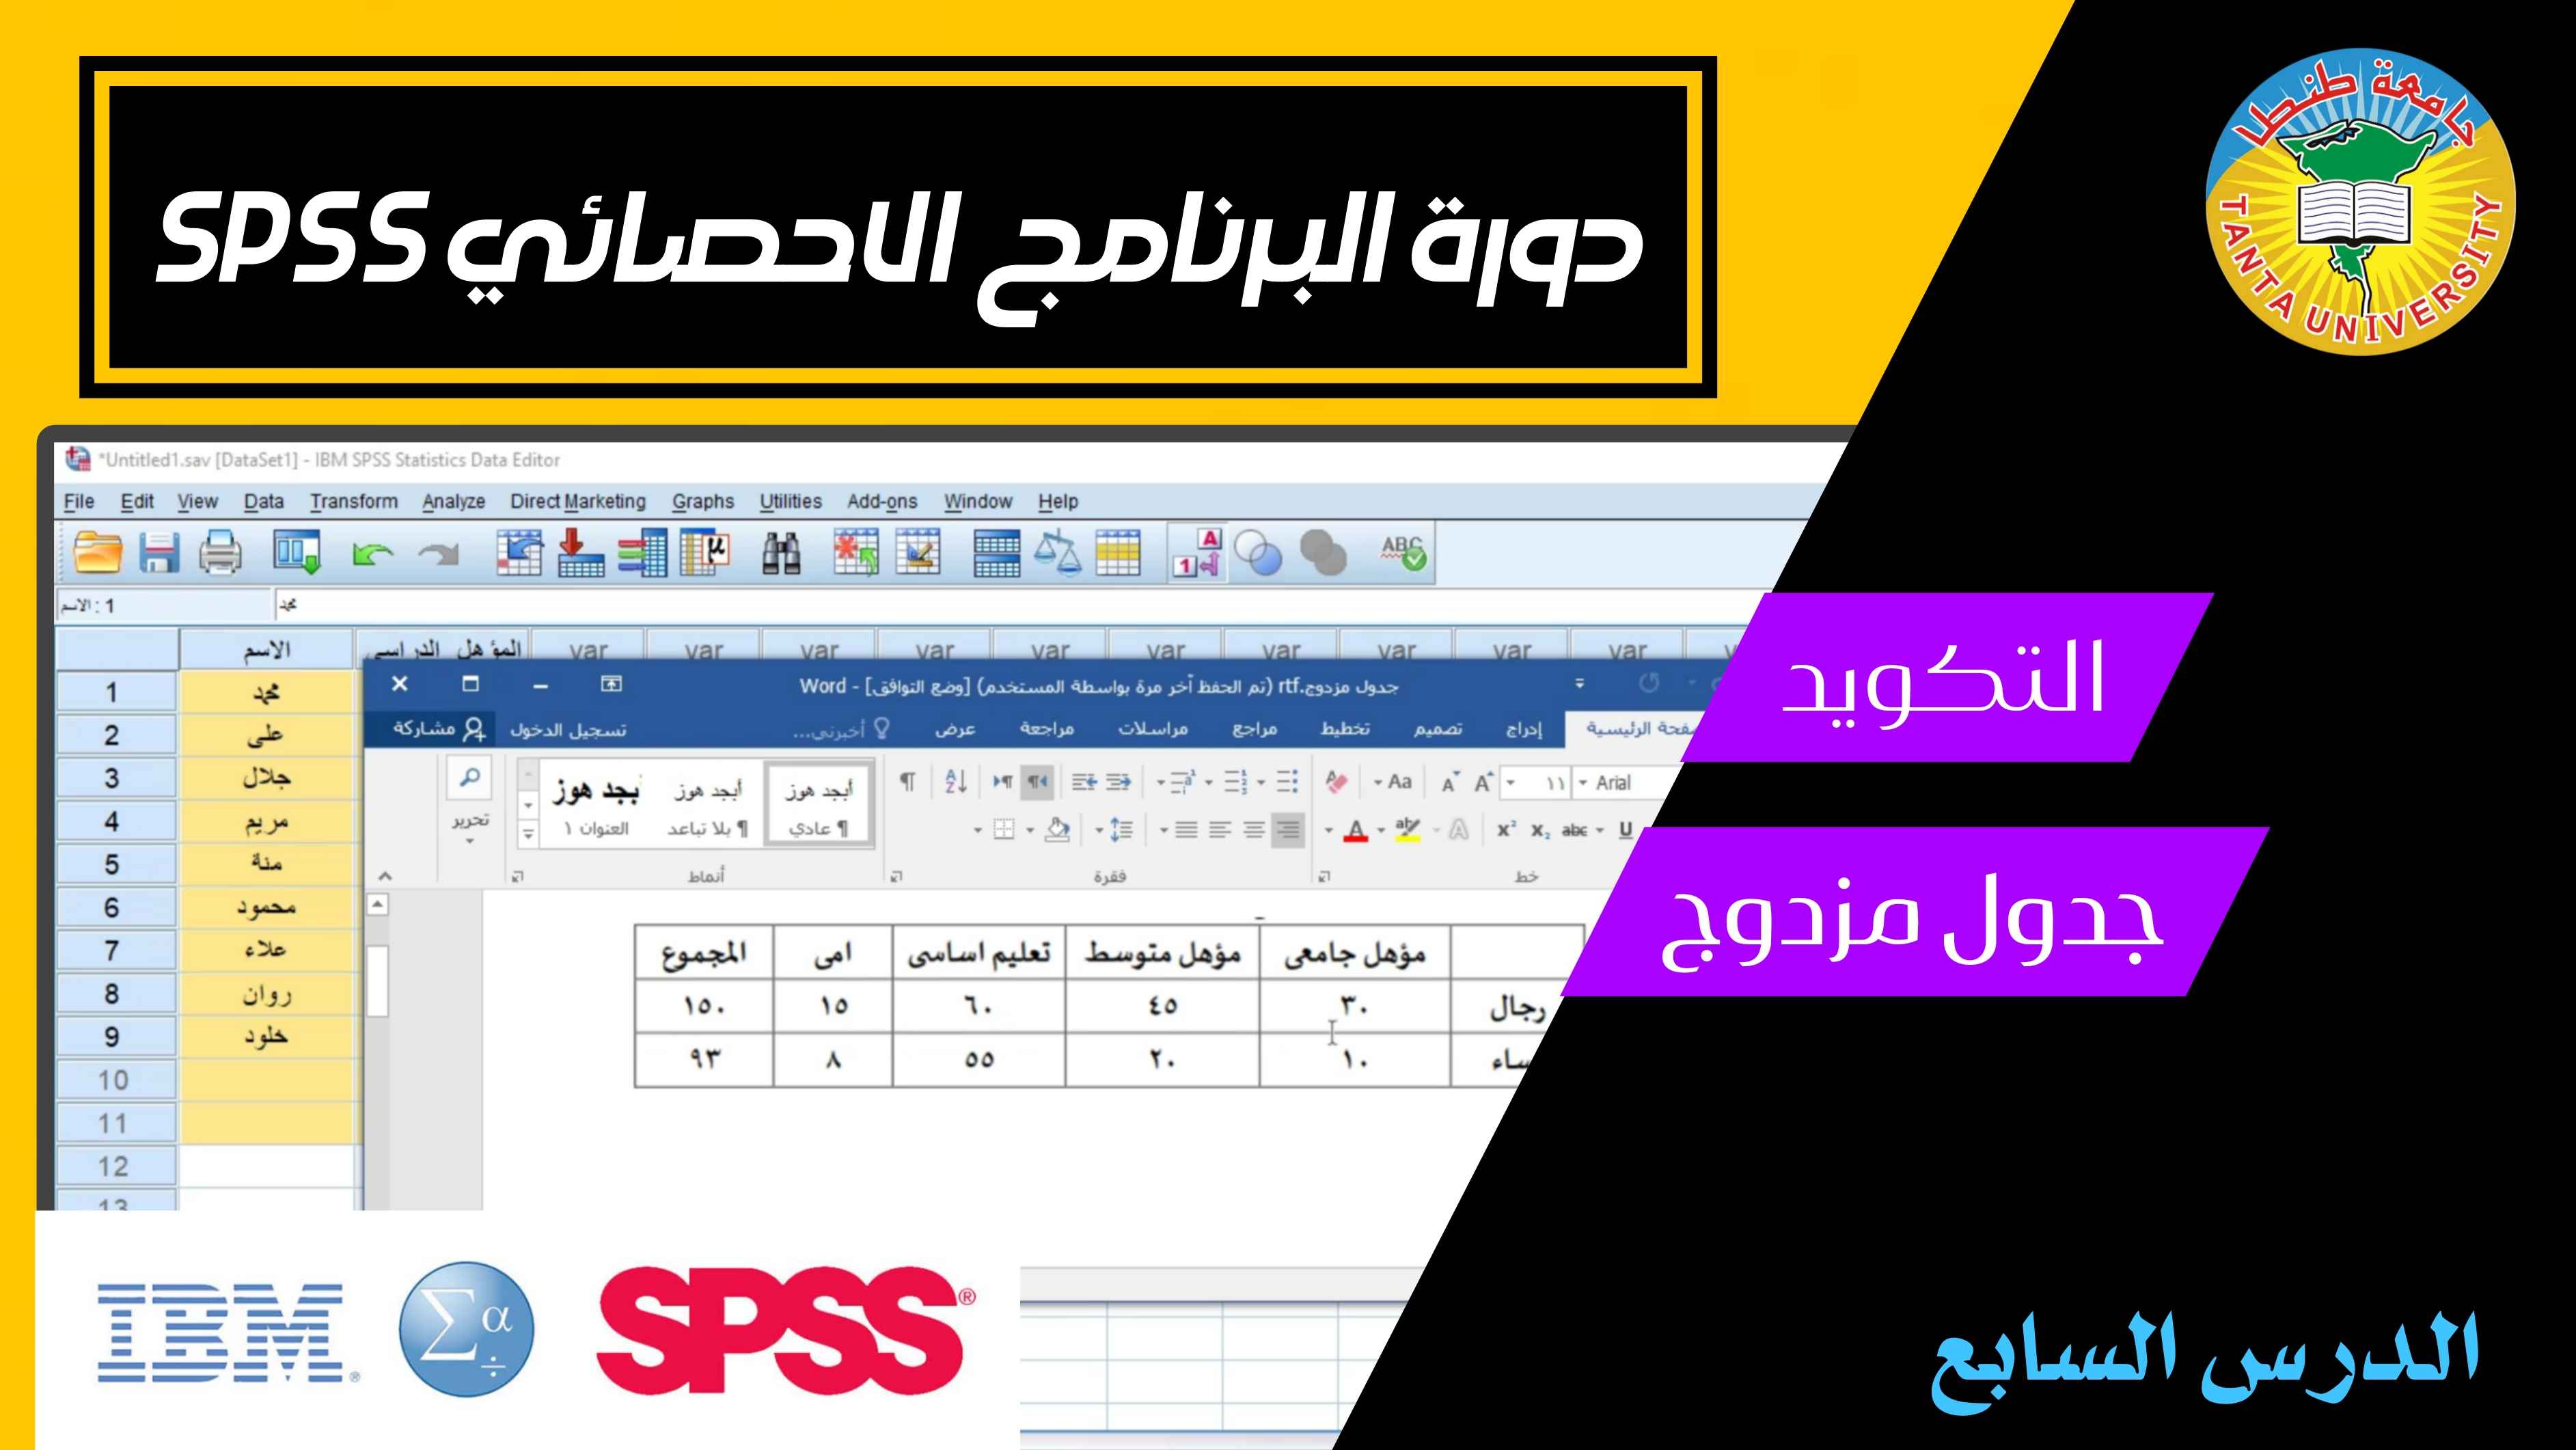 دورة البرنامج الاحصائي SPSS
جامعة طنطا
TANTA UNIVERSITY
*Untitled1.sav [DataSet1] - IBM SPSS Statistics Data Editor
File Edit View Data Transform Analyze Direct Marketing Graphs Utilities Add-ons Window Help
1 : الاسم محمد
الاسم المؤهل الدراسى var var var var var var var var var var
1 محمد
2 على
3 جلال
4 مريم
5 منة
6 محمود
7 علاء
8 روان
9 خلود
10
11
12
13
جدول مزدوج.rtf (تم الحفظ آخر مرة بواسطة المستخدم) [وضع التوافق] - Word
إدراج تصميم تخطيط مراجع مراسلات مراجعة عرض أخبرني... تسجيل الدخول مشاركة
Arial ١١ Aa
أبجد هوز أبجد هوز بجد هوز
عادي بلا تباعد العنوان ١ تحرير
خط فقرة أنماط
مؤهل جامعى مؤهل متوسط تعليم اساسى امى المجموع
رجال ٣٠ ٤٥ ٦٠ ١٥ ١٥٠
ساء ١٠ ٢٠ ٥٥ ٨ ٩٣
التكويد
جدول مزدوج
IBM ® Σ α ÷ SPSS ®
الدرس السابع